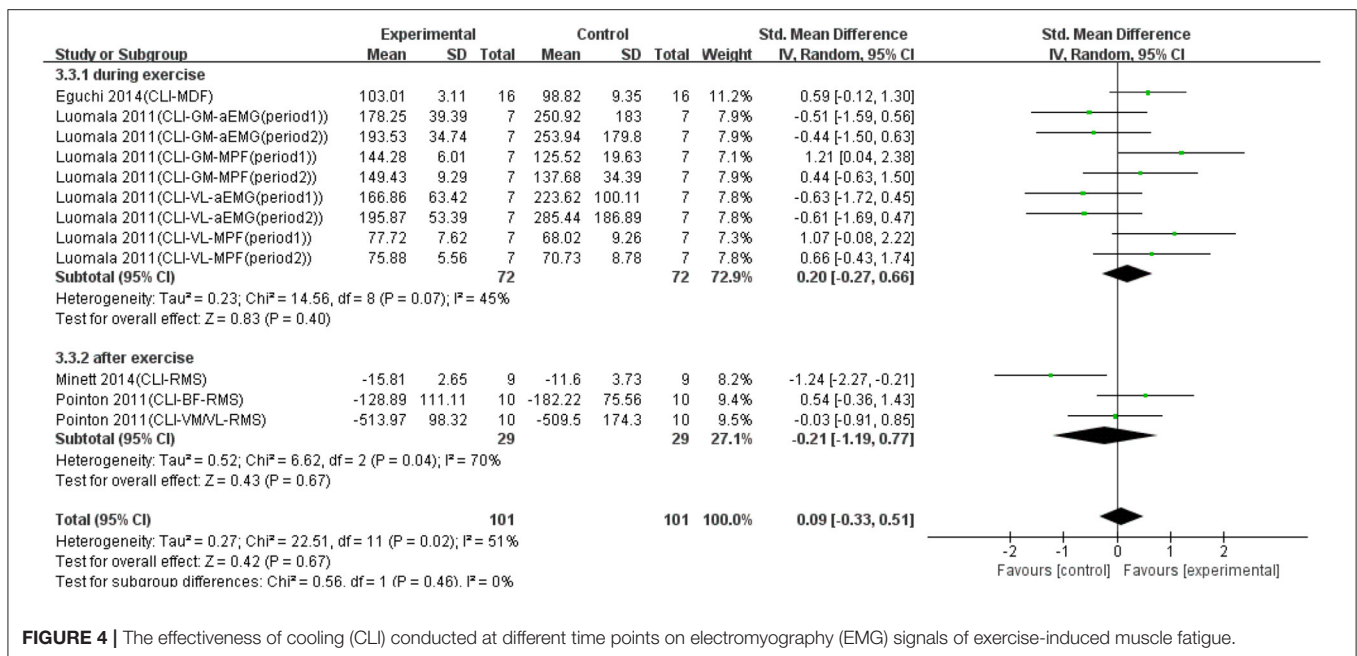 Experimental Control Std. Mean Difference Std. Mean Difference
Study or Subgroup Mean SD Total Mean SD Total Weight IV, Random, 95% CI IV, Random, 95% CI
3.3.1 during exercise
Eguchi 2014(CLI-MDF) 103.01 3.11 16 98.82 9.35 16 11.2% 0.59 [-0.12, 1.30]
Luomala 2011(CLI-GM-aEMG(period1)) 178.25 39.39 7 250.92 183 7 7.9% -0.51 [-1.59, 0.56]
Luomala 2011(CLI-GM-aEMG(period2)) 193.53 34.74 7 253.94 179.8 7 7.9% -0.44 [-1.50, 0.63]
Luomala 2011(CLI-GM-MPF(period1)) 144.28 6.01 7 125.52 19.63 7 7.1% 1.21 [0.04, 2.38]
Luomala 2011(CLI-GM-MPF(period2)) 149.43 9.29 7 137.68 34.39 7 7.9% 0.44 [-0.63, 1.50]
Luomala 2011(CLI-VL-aEMG(period1)) 166.86 63.42 7 223.62 100.11 7 7.8% -0.63 [-1.72, 0.45]
Luomala 2011(CLI-VL-aEMG(period2)) 195.87 53.39 7 285.44 186.89 7 7.8% -0.61 [-1.69, 0.47]
Luomala 2011(CLI-VL-MPF(period1)) 77.72 7.62 7 68.02 9.26 7 7.3% 1.07 [-0.08, 2.22]
Luomala 2011(CLI-VL-MPF(period2)) 75.88 5.56 7 70.73 8.78 7 7.8% 0.66 [-0.43, 1.74]
Subtotal (95% CI) 72 72 72.9% 0.20 [-0.27, 0.66]
Heterogeneity: Tau² = 0.23; Chi² = 14.56, df = 8 (P = 0.07); I² = 45%
Test for overall effect: Z = 0.83 (P = 0.40)
3.3.2 after exercise
Minett 2014(CLI-RMS) -15.81 2.65 9 -11.6 3.73 9 8.2% -1.24 [-2.27, -0.21]
Pointon 2011(CLI-BF-RMS) -128.89 111.11 10 -182.22 75.56 10 9.4% 0.54 [-0.36, 1.43]
Pointon 2011(CLI-VM/VL-RMS) -513.97 98.32 10 -509.5 174.3 10 9.5% -0.03 [-0.91, 0.85]
Subtotal (95% CI) 29 29 27.1% -0.21 [-1.19, 0.77]
Heterogeneity: Tau² = 0.52; Chi² = 6.62, df = 2 (P = 0.04); I² = 70%
Test for overall effect: Z = 0.43 (P = 0.67)
Total (95% CI) 101 101 100.0% 0.09 [-0.33, 0.51]
Heterogeneity: Tau² = 0.27; Chi² = 22.51, df = 11 (P = 0.02); I² = 51%
Test for overall effect: Z = 0.42 (P = 0.67)
Test for subgroup differences: Chi² = 0.56, df = 1 (P = 0.46), I² = 0%
-2 -1 0 1 2
Favours [control] Favours [experimental]
FIGURE 4 | The effectiveness of cooling (CLI) conducted at different time points on electromyography (EMG) signals of exercise-induced muscle fatigue.